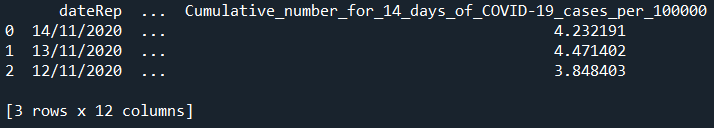 dateRep ... Cumulative_number_for_14_days_of_COVID-19_cases_per_100000
0 14/11/2020 ... 4.232191
1 13/11/2020 ... 4.471402
2 12/11/2020 ... 3.848403
[3 rows x 12 columns]